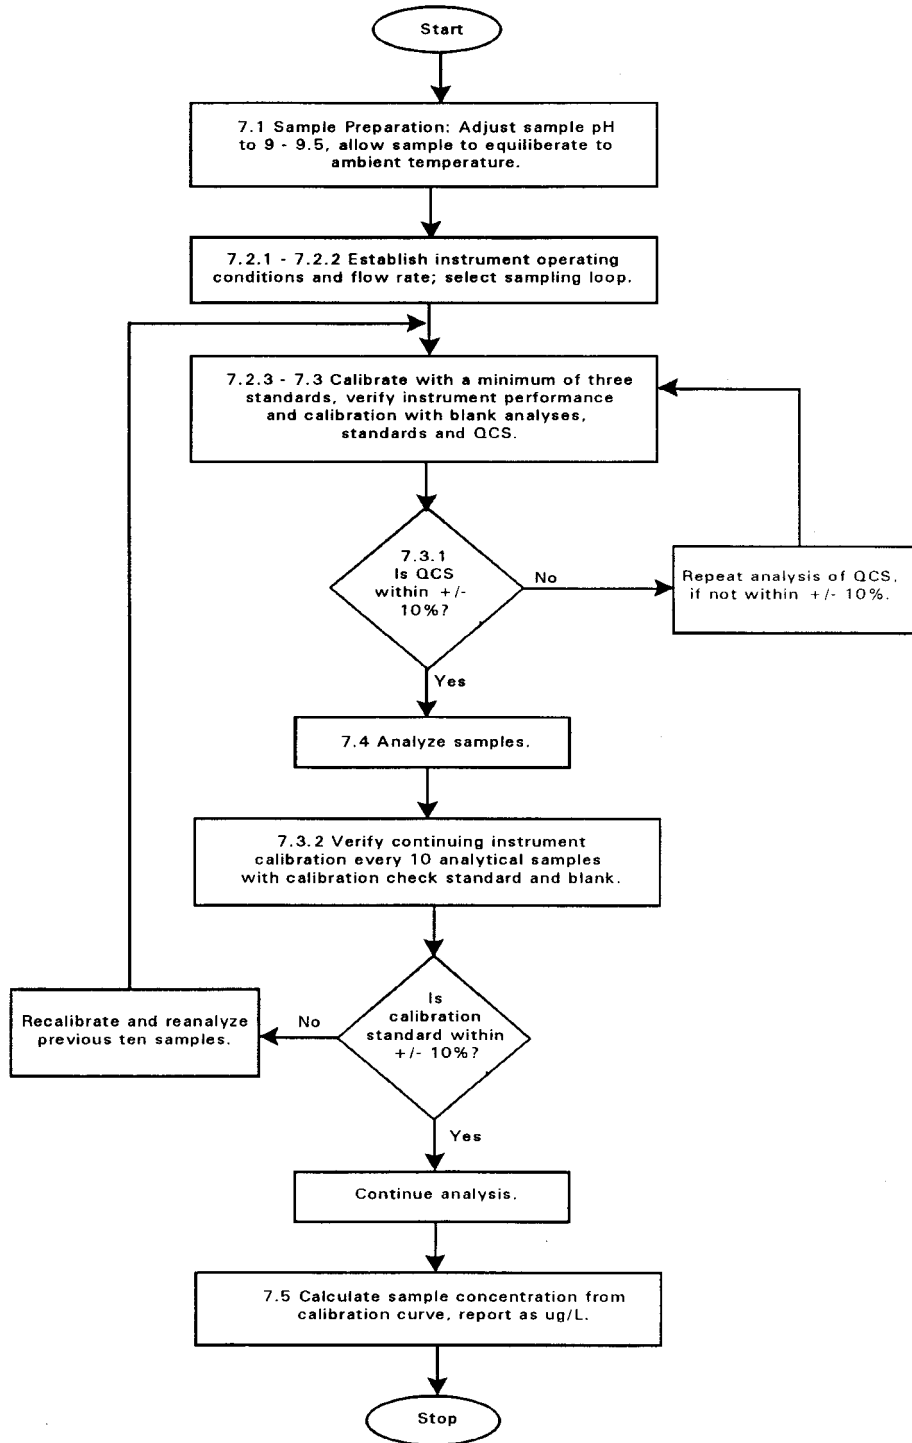 Start
7.1 Sample Preparation: Adjust sample pH
to 9 - 9.5, allow sample to equiliberate to
ambient temperature.
7.2.1 - 7.2.2 Establish instrument operating
conditions and flow rate; select sampling loop.
7.2.3 - 7.3 Calibrate with a minimum of three
standards, verify instrument performance
and calibration with blank analyses,
standards and QCS.
7.3.1
Is QCS
within +/-
10%?
No
Repeat analysis of QCS,
if not within +/- 10%.
Yes
7.4 Analyze samples.
7.3.2 Verify continuing instrument
calibration every 10 analytical samples
with calibration check standard and blank.
Is
calibration
standard within
+/- 10%?
No
Recalibrate and reanalyze
previous ten samples.
Yes
Continue analysis.
7.5 Calculate sample concentration from
calibration curve, report as ug/L.
Stop